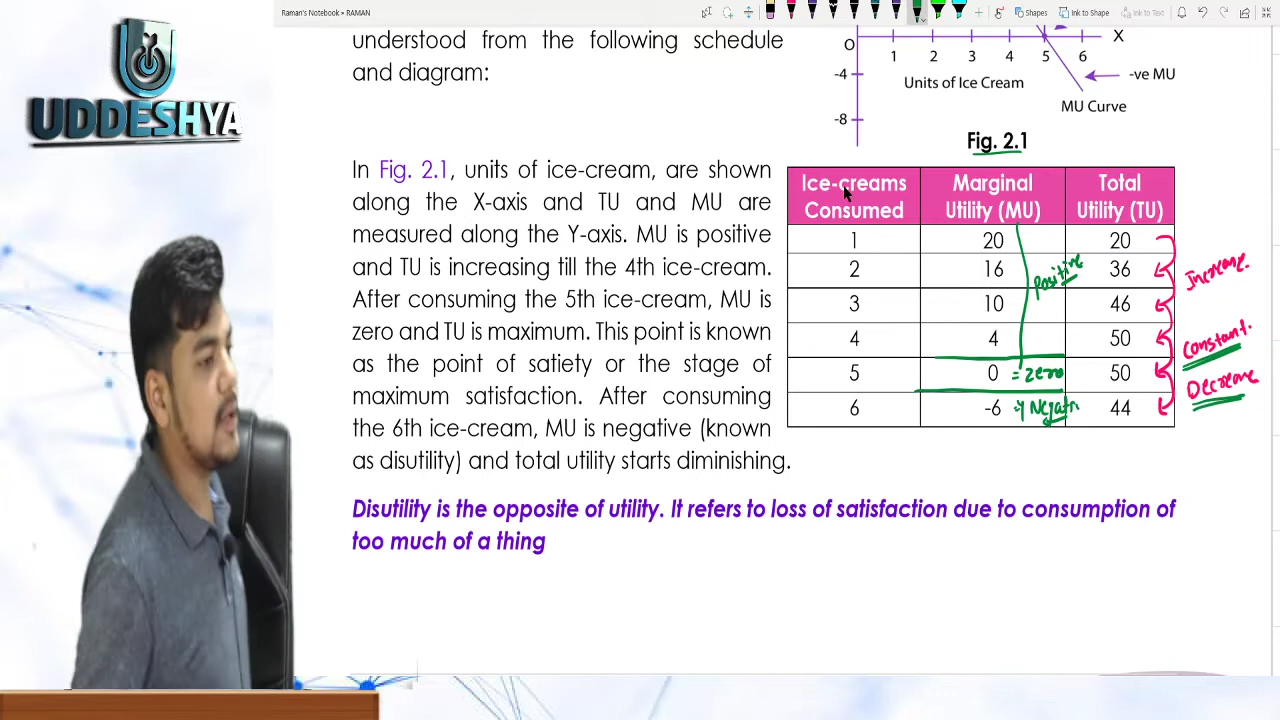 Raman's Notebook » RAMAN
Shapes
Ink to Shape
Ink to Text
UDDESHYA
understood from the following schedule
and diagram:
O
1 2 3 4 5 6
X
-4
-8
Units of Ice Cream
-ve MU
MU Curve
Fig. 2.1
In Fig. 2.1, units of ice-cream, are shown
along the X-axis and TU and MU are
measured along the Y-axis. MU is positive
and TU is increasing till the 4th ice-cream.
After consuming the 5th ice-cream, MU is
zero and TU is maximum. This point is known
as the point of satiety or the stage of
maximum satisfaction. After consuming
the 6th ice-cream, MU is negative (known
as disutility) and total utility starts diminishing.
Ice-creams Consumed Marginal Utility (MU) Total Utility (TU)
1 20 20
2 16 36
3 10 46
4 4 50
5 0 = zero 50
6 -6 Negatn 44
Positive
Increase.
Constant.
Decrease
Disutility is the opposite of utility. It refers to loss of satisfaction due to consumption of
too much of a thing